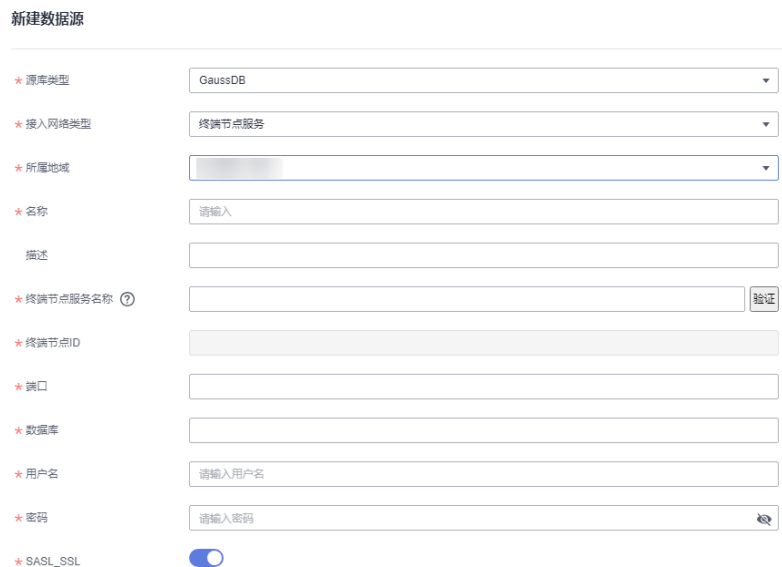 新建数据源
* 源库类型 GaussDB
* 接入网络类型 终端节点服务
* 所属地域
* 名称 请输入
描述
* 终端节点服务名称 ? 验证
* 终端节点ID
* 端口
* 数据库
* 用户名 请输入用户名
* 密码 请输入密码
* SASL_SSL